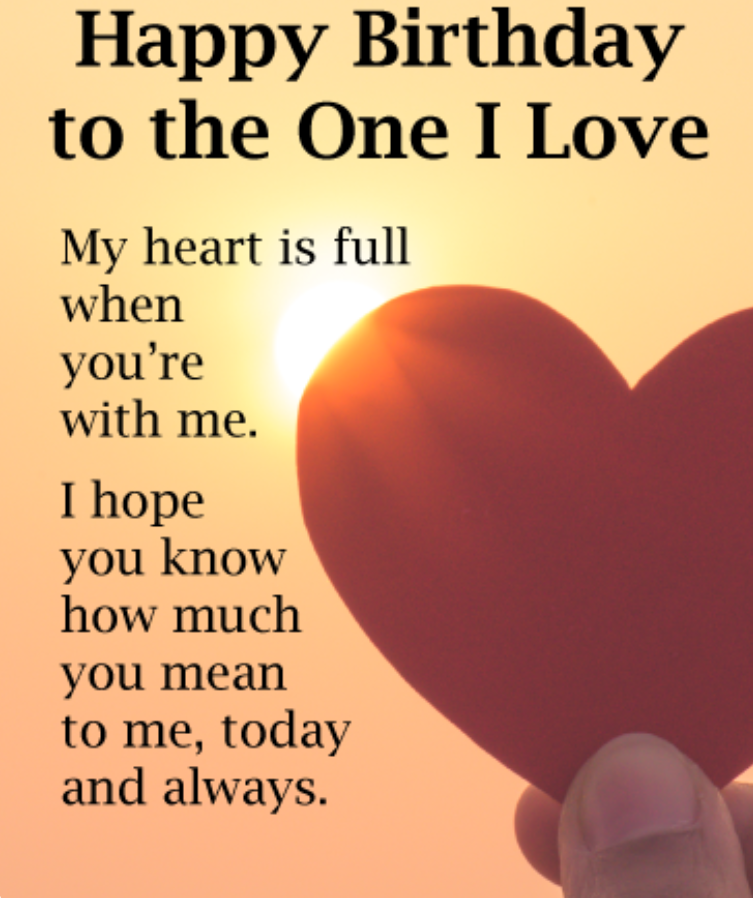 Happy Birthday
to the One I Love
My heart is full
when
you're
with me.
I hope
you know
how much
you mean
to me, today
and always.